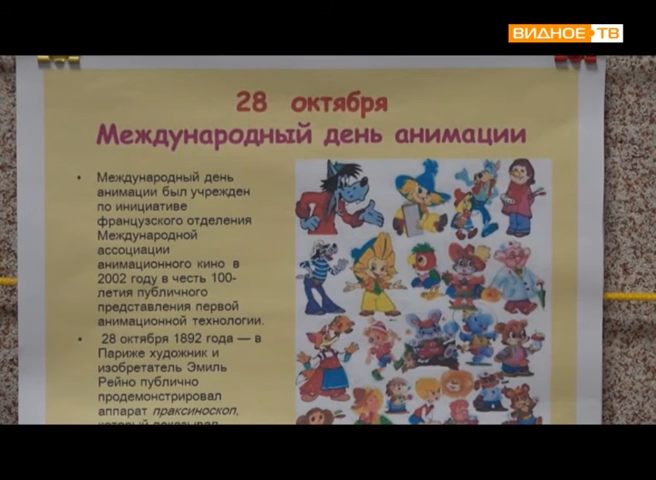 ВИДНОЕ ТВ
28 октября
Международный день анимации
• Международный день
анимации был учрежден
по инициативе
французского отделения
Международной
ассоциации
анимационного кино в
2002 году в честь 100-
летия публичного
представления первой
анимационной технологии.
• 28 октября 1892 года — в
Париже художник и
изобретатель Эмиль
Рейно публично
продемонстрировал
аппарат праксиноскоп,
который показывал